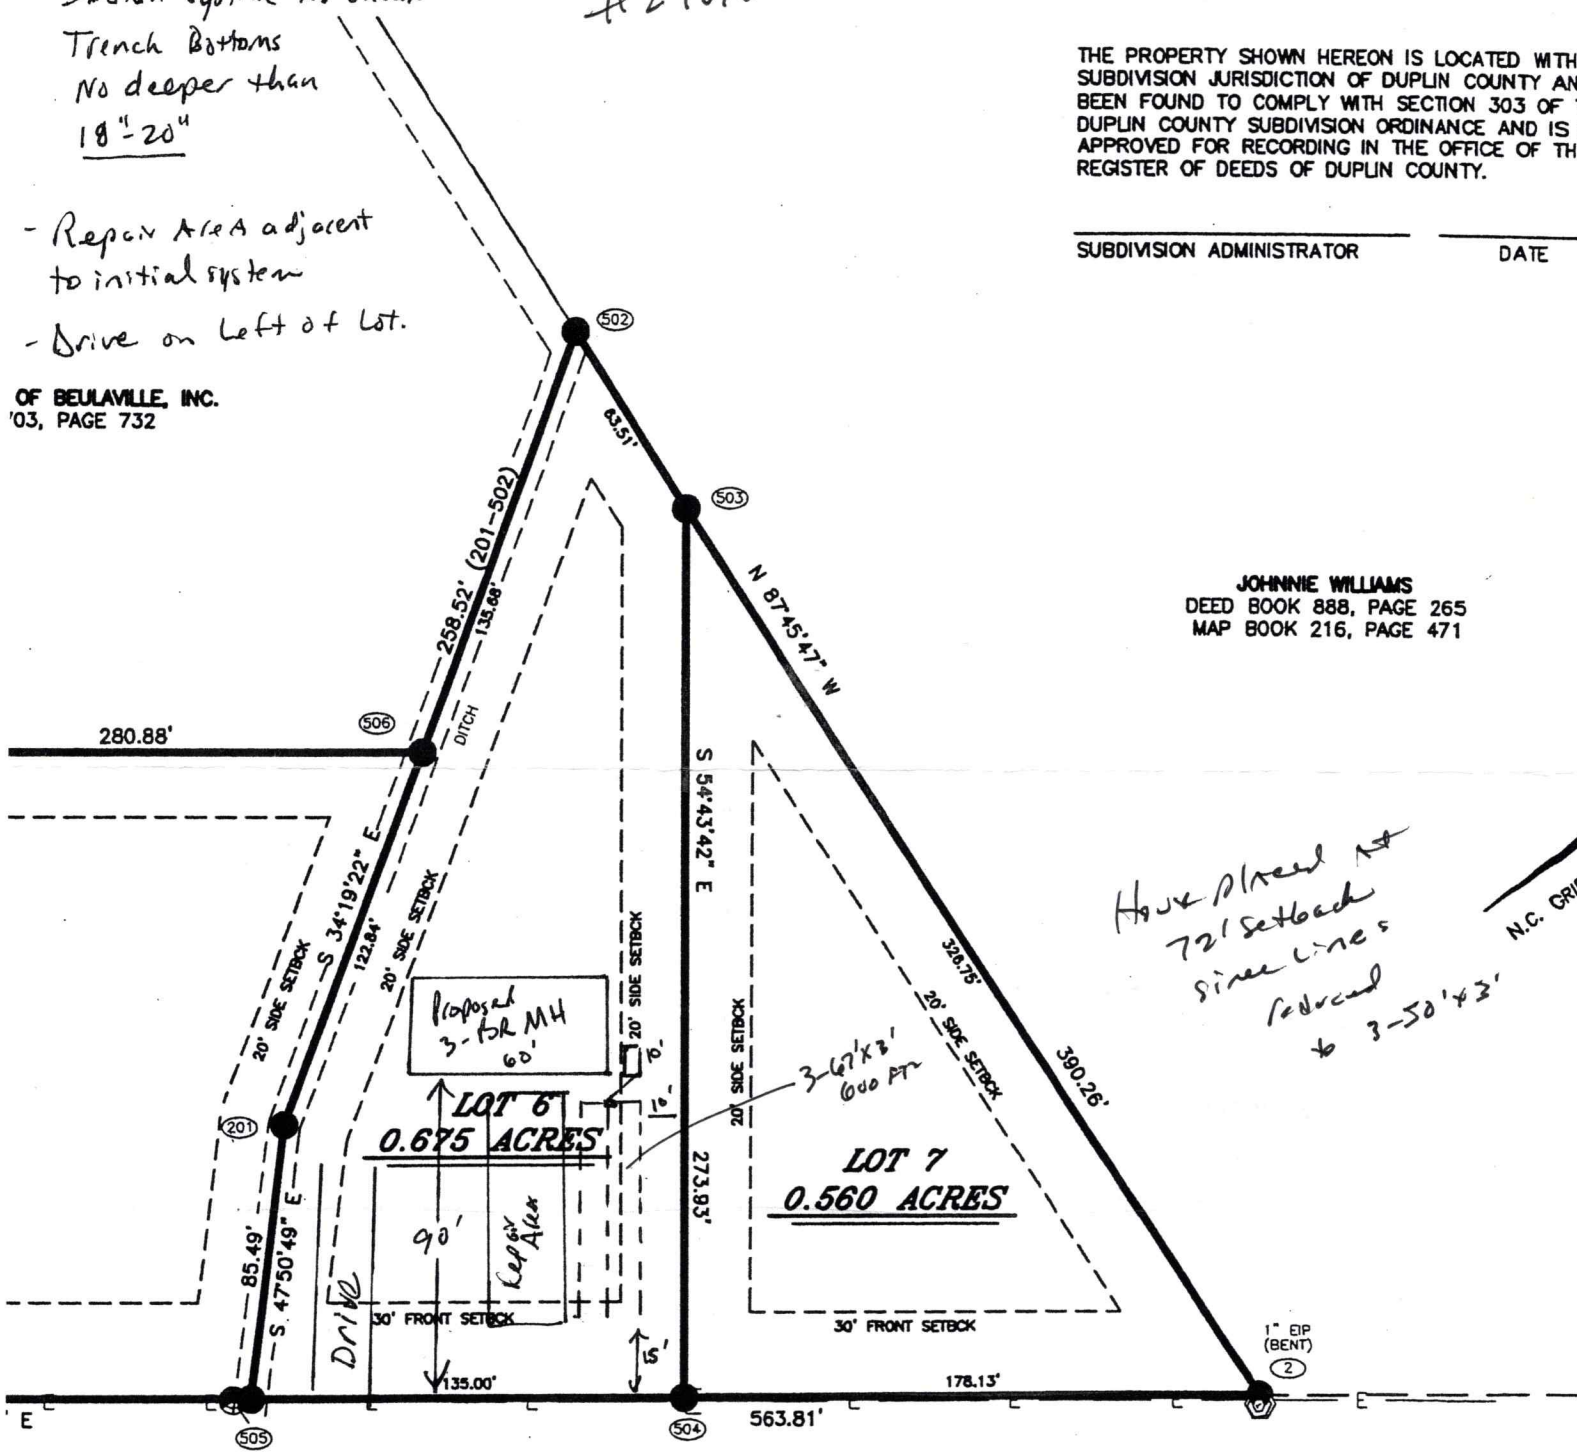 Trench Bottoms
No deeper than
18"-20"
- Repair Area adjacent
to initial system
- Drive on Left of Lot.
OF BEULAVILLE, INC.
'03, PAGE 732
THE PROPERTY SHOWN HEREON IS LOCATED WITH
SUBDIVISION JURISDICTION OF DUPLIN COUNTY AN
BEEN FOUND TO COMPLY WITH SECTION 303 OF
DUPLIN COUNTY SUBDIVISION ORDINANCE AND IS
APPROVED FOR RECORDING IN THE OFFICE OF TH
REGISTER OF DEEDS OF DUPLIN COUNTY.
SUBDIVISION ADMINISTRATOR
DATE
502
63.51'
503
258.52' (201-502)
135.68'
N 87°45'47" W
JOHNNIE WILLIAMS
DEED BOOK 888, PAGE 265
MAP BOOK 216, PAGE 471
280.88'
506
DITCH
S 54°43'42" E
S 34°19'22" E
122.84'
20' SIDE SETBCK
20' SIDE SETBCK
20' SIDE SETBCK
20' SIDE SETBCK
20' SIDE SETBCK
326.75'
390.26'
House placed at
72' setback
since Lines
reduced
to 3-50'x3'
N.C. GRI
Proposed
3-BR MH
60'
10'
10'
3-67'x3'
600 FT2
LOT 6
0.675 ACRES
201
LOT 7
0.560 ACRES
273.93'
90'
Repair
Area
85.49'
S 47°50'49" E
Drive
30' FRONT SETBCK
30' FRONT SETBCK
15'
1" EIP
(BENT)
2
135.00'
178.13'
E
E
563.81'
505
504